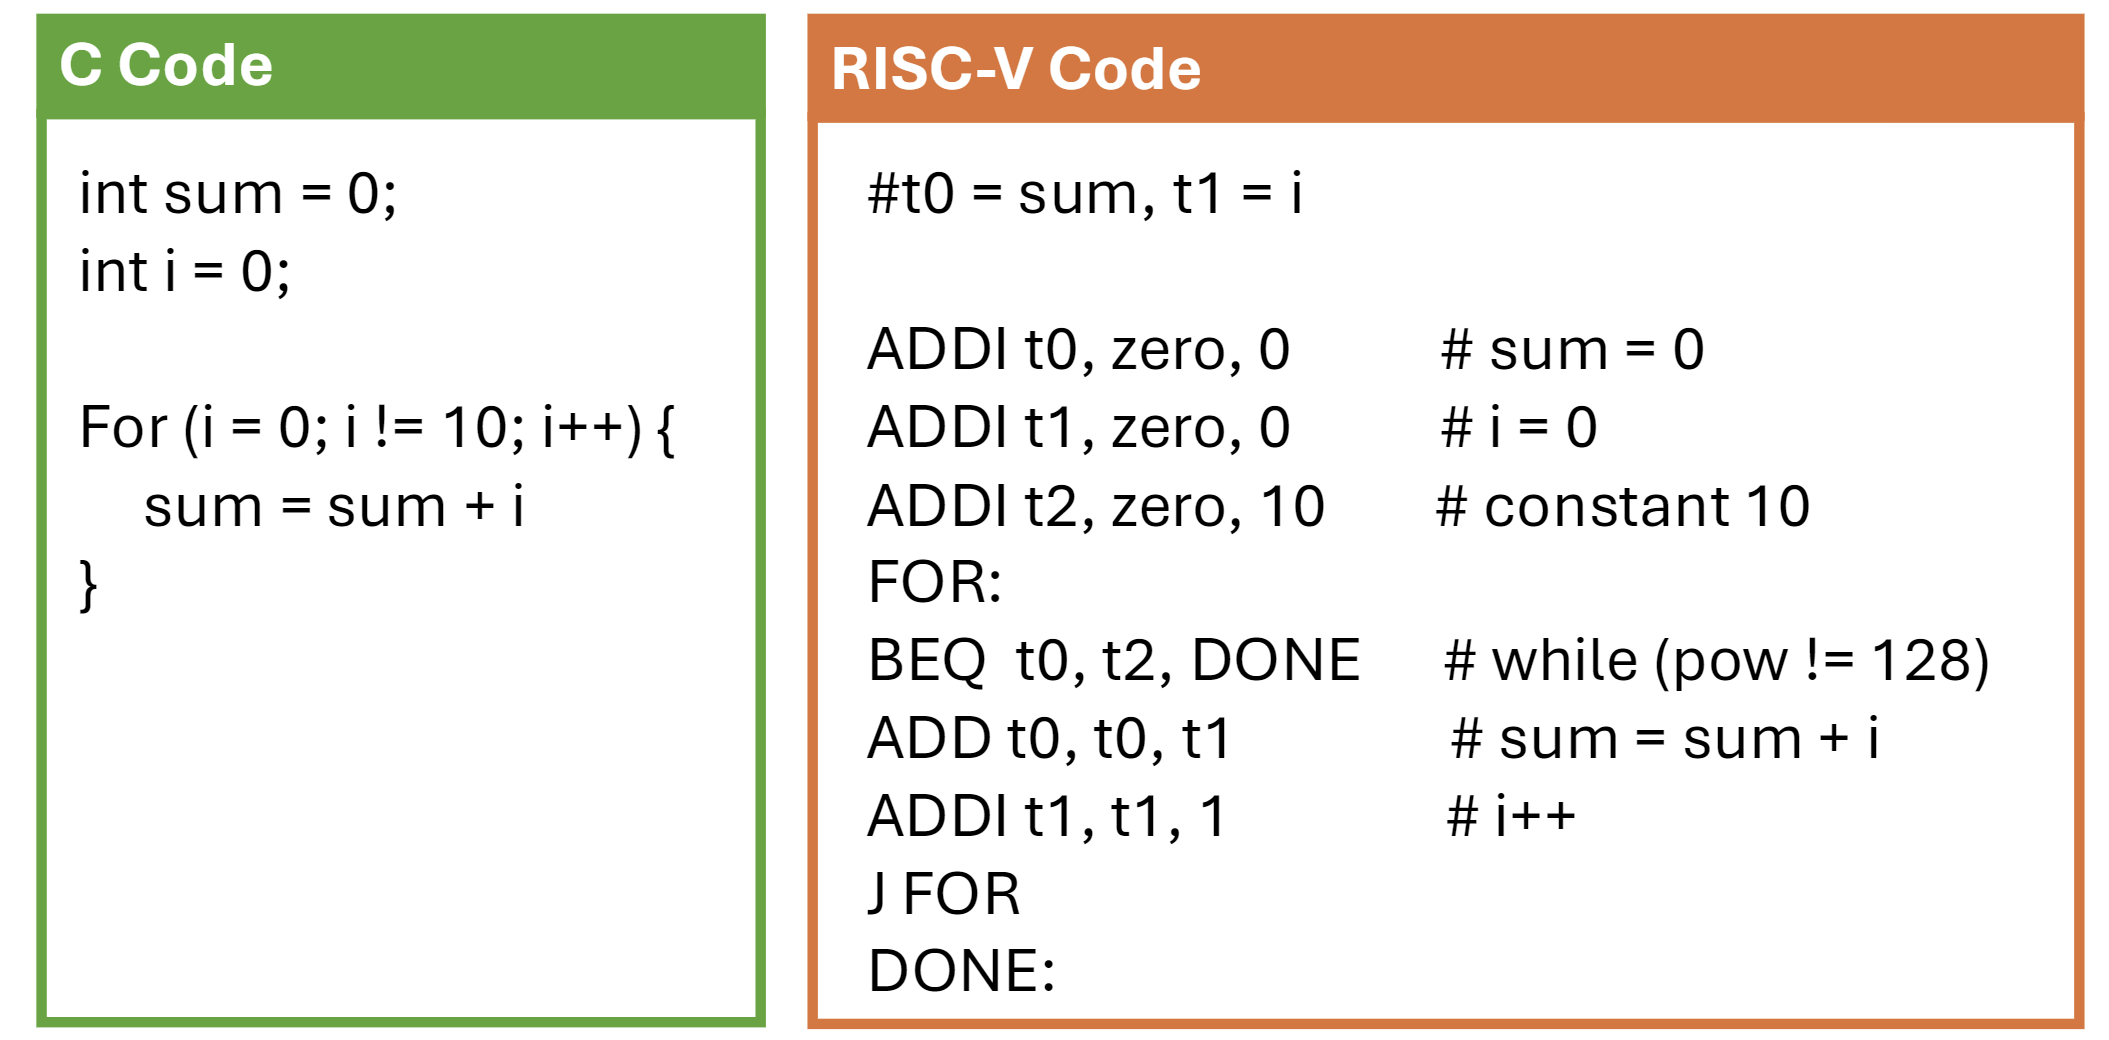 C Code
int sum = 0;
int i = 0;
For (i = 0; i != 10; i++) {
sum = sum + i
}
RISC-V Code
#t0 = sum, t1 = i
ADDI t0, zero, 0 # sum = 0
ADDI t1, zero, 0 # i = 0
ADDI t2, zero, 10 # constant 10
FOR:
BEQ t0, t2, DONE # while (pow != 128)
ADD t0, t0, t1 # sum = sum + i
ADDI t1, t1, 1 # i++
J FOR
DONE: